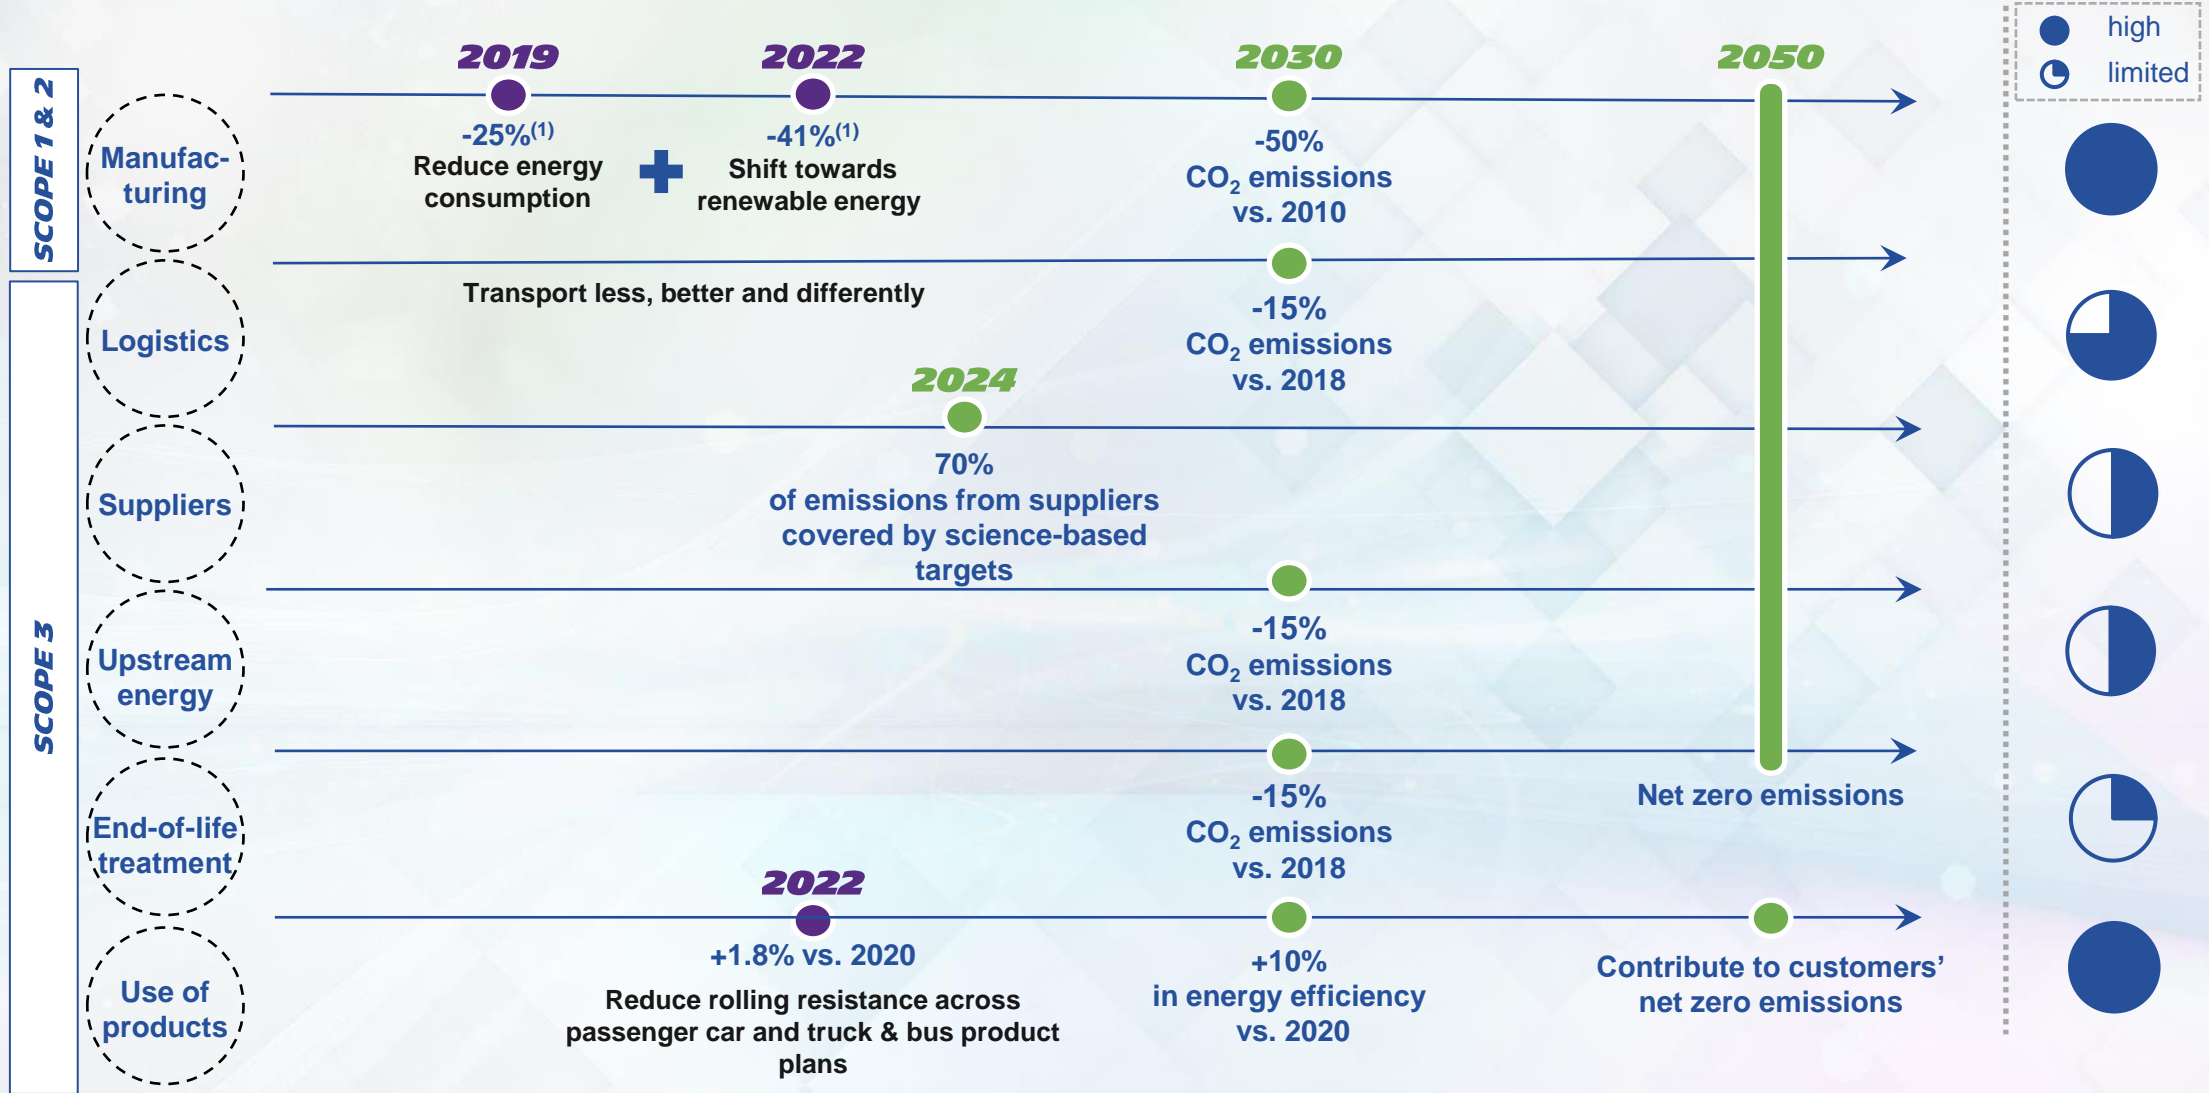 high
limited
2019
2022
2030
2050
SCOPE 1 & 2
Manufac-
turing
-25%(1)
Reduce energy
consumption
-41%(1)
Shift towards
renewable energy
-50%
CO2 emissions
vs. 2010
SCOPE 3
Logistics
Transport less, better and differently
-15%
CO2 emissions
vs. 2018
Suppliers
2024
70%
of emissions from suppliers
covered by science-based
targets
Upstream
energy
-15%
CO2 emissions
vs. 2018
End-of-life
treatment
-15%
CO2 emissions
vs. 2018
Net zero emissions
Use of
products
2022
+1.8% vs. 2020
Reduce rolling resistance across
passenger car and truck & bus product
plans
+10%
in energy efficiency
vs. 2020
Contribute to customers’
net zero emissions